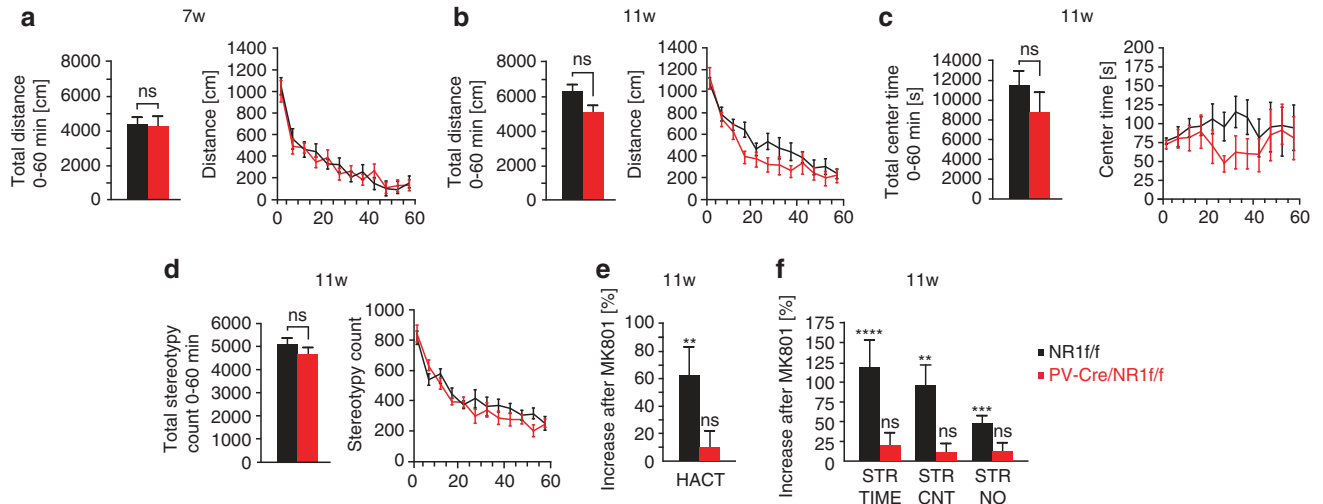 a
7w
Total distance
0-60 min [cm]
8000
6000
4000
2000
0
ns
Distance [cm]
1400
1200
1000
800
600
400
200
0
0
20
40
60
b
11w
Total distance
0-60 min [cm]
8000
6000
4000
2000
0
ns
Distance [cm]
1400
1200
1000
800
600
400
200
0
0
20
40
60
c
11w
Total center time
0-60 min [s]
14000
12000
10000
8000
6000
4000
2000
0
ns
Center time [s]
200
175
150
125
100
75
50
25
0
0
20
40
60
d
11w
Total stereotypy
count 0-60 min
6000
5000
4000
3000
2000
1000
0
ns
Stereotypy count
1000
800
600
400
200
0
0
20
40
60
e
11w
Increase after MK801 [%]
100
80
60
40
20
0
**
ns
HACT
f
11w
Increase after MK801 [%]
175
150
125
100
75
50
25
0
****
ns
**
ns
***
ns
STR
TIME
STR
CNT
STR
NO
NR1f/f
PV-Cre/NR1f/f